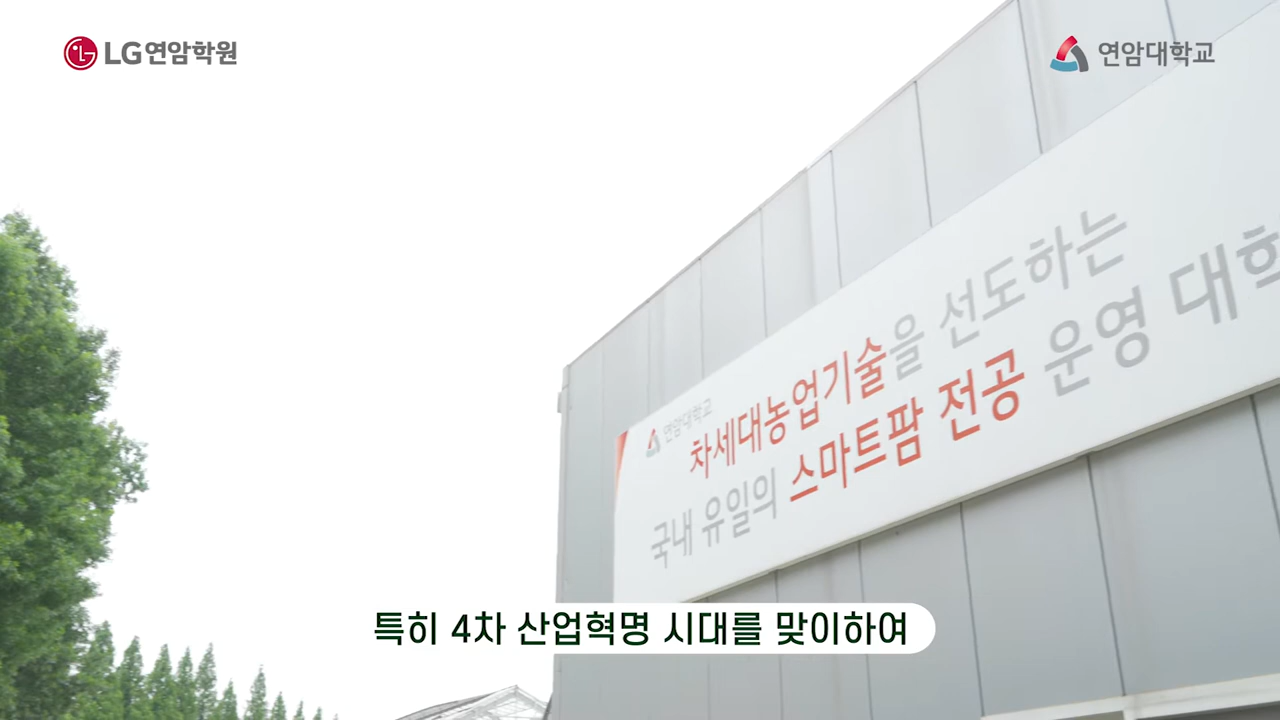 LG연암학원
연암대학교
연암대학교
차세대농업기술을 선도하는
국내 유일의 스마트팜 전공 운영 대학
특히 4차 산업혁명 시대를 맞이하여